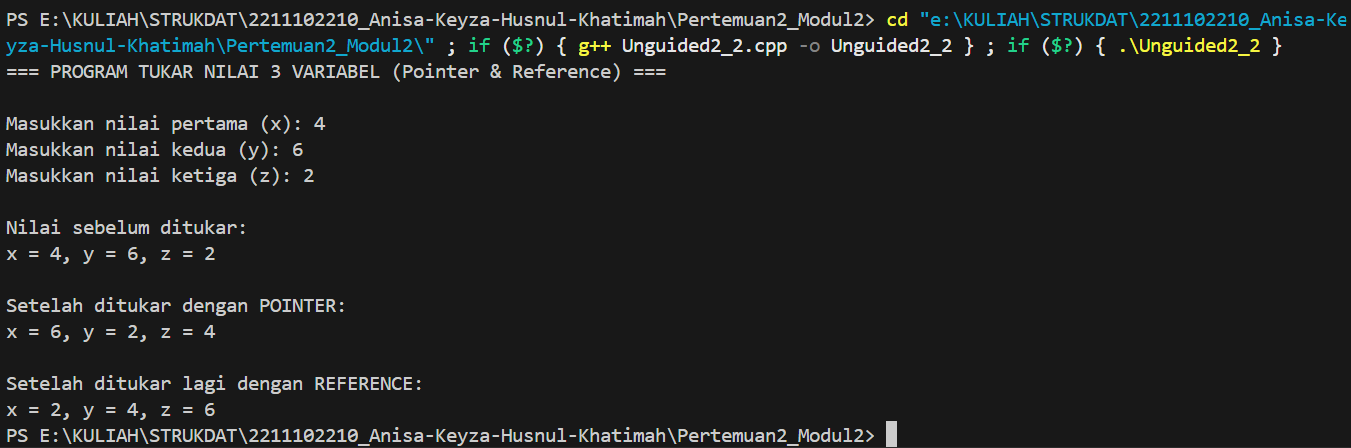 PS E:\KULIAH\STRUKDAT\2211102210_Anisa-Keyza-Husnul-Khatimah\Pertemuan2_Modul2> cd "e:\KULIAH\STRUKDAT\2211102210_Anisa-Ke
yza-Husnul-Khatimah\Pertemuan2_Modul2\" ; if ($?) { g++ Unguided2_2.cpp -o Unguided2_2 } ; if ($?) { .\Unguided2_2 }
=== PROGRAM TUKAR NILAI 3 VARIABEL (Pointer & Reference) ===
Masukkan nilai pertama (x): 4
Masukkan nilai kedua (y): 6
Masukkan nilai ketiga (z): 2
Nilai sebelum ditukar:
x = 4, y = 6, z = 2
Setelah ditukar dengan POINTER:
x = 6, y = 2, z = 4
Setelah ditukar lagi dengan REFERENCE:
x = 2, y = 4, z = 6
PS E:\KULIAH\STRUKDAT\2211102210_Anisa-Keyza-Husnul-Khatimah\Pertemuan2_Modul2>